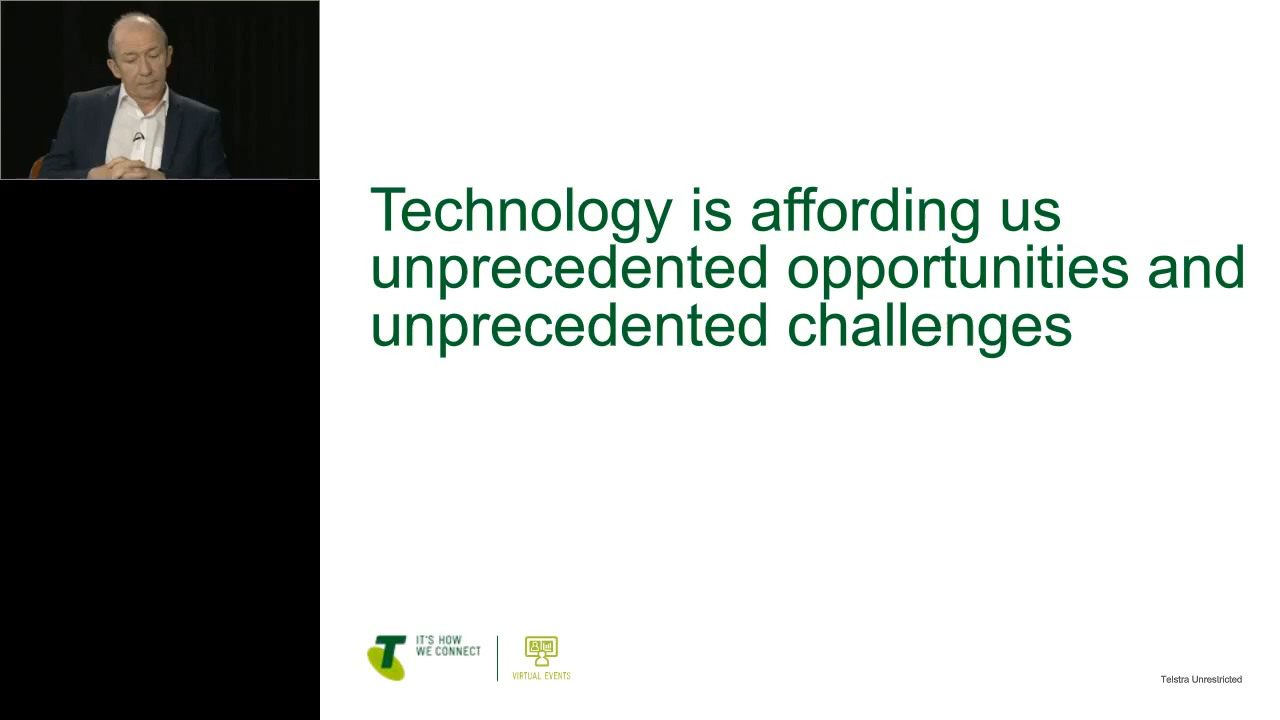 Technology is affording us
unprecedented opportunities and
unprecedented challenges
T IT'S HOW
WE CONNECT
VIRTUAL EVENTS
Telstra Unrestricted